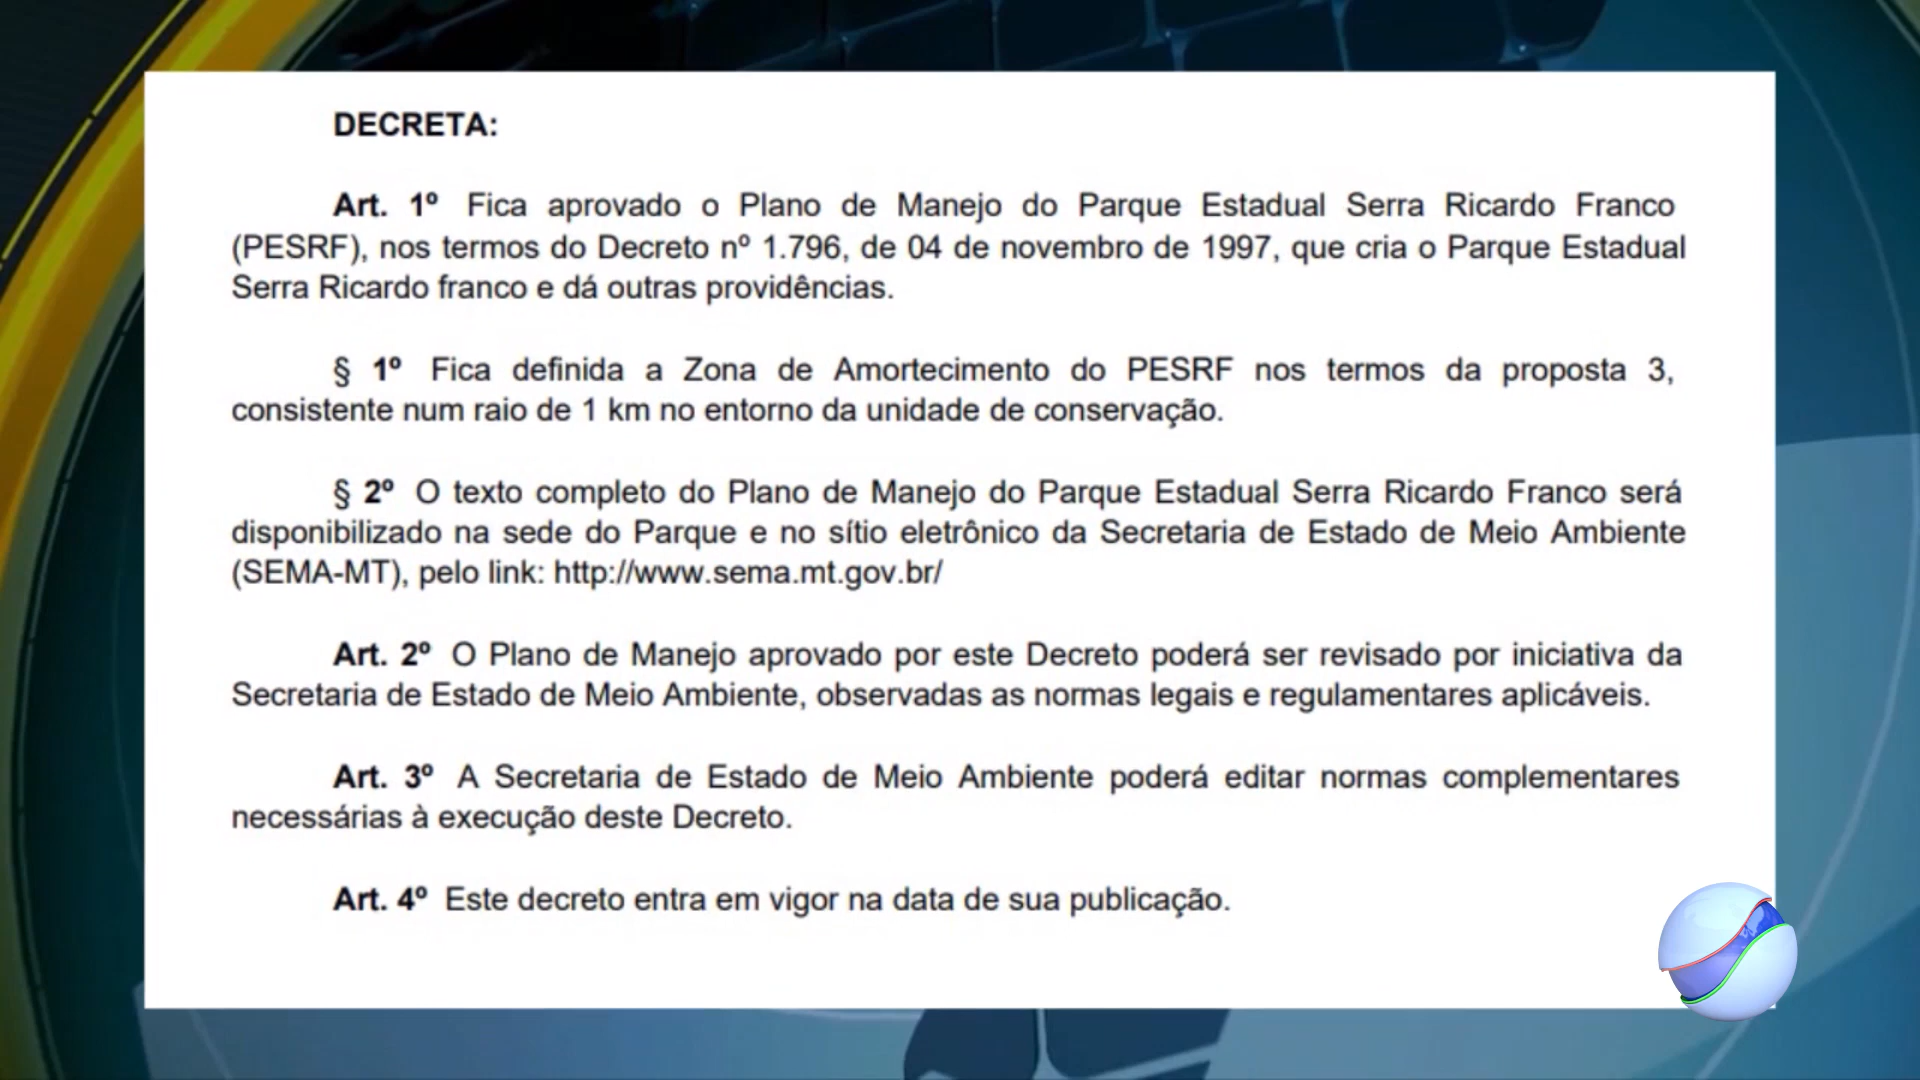 DECRETA:
Art. 1º Fica aprovado o Plano de Manejo do Parque Estadual Serra Ricardo Franco
(PESRF), nos termos do Decreto nº 1.796, de 04 de novembro de 1997, que cria o Parque Estadual
Serra Ricardo franco e dá outras providências.
§ 1º Fica definida a Zona de Amortecimento do PESRF nos termos da proposta 3,
consistente num raio de 1 km no entorno da unidade de conservação.
§ 2º O texto completo do Plano de Manejo do Parque Estadual Serra Ricardo Franco será
disponibilizado na sede do Parque e no sítio eletrônico da Secretaria de Estado de Meio Ambiente
(SEMA-MT), pelo link: http://www.sema.mt.gov.br/
Art. 2º O Plano de Manejo aprovado por este Decreto poderá ser revisado por iniciativa da
Secretaria de Estado de Meio Ambiente, observadas as normas legais e regulamentares aplicáveis.
Art. 3º A Secretaria de Estado de Meio Ambiente poderá editar normas complementares
necessárias à execução deste Decreto.
Art. 4º Este decreto entra em vigor na data de sua publicação.